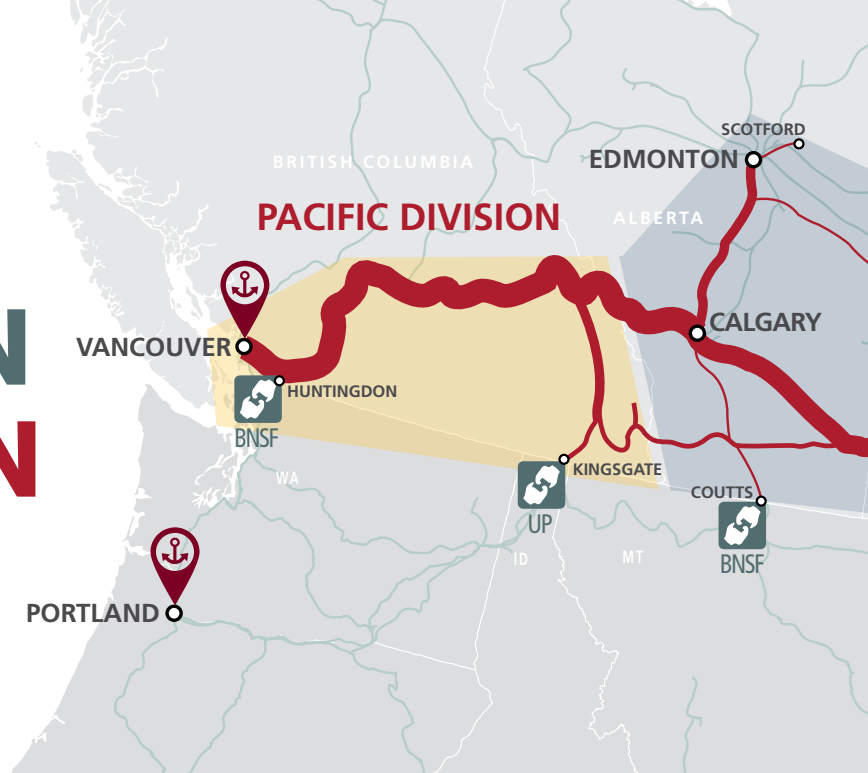 SCOTFORD
EDMONTON
BRITISH COLUMBIA
PACIFIC DIVISION
ALBERTA
CALGARY
VANCOUVER
N
HUNTINGDON
BNSF
N
KINGSGATE
WA
COUTTS
UP
ID
MT
BNSF
PORTLAND